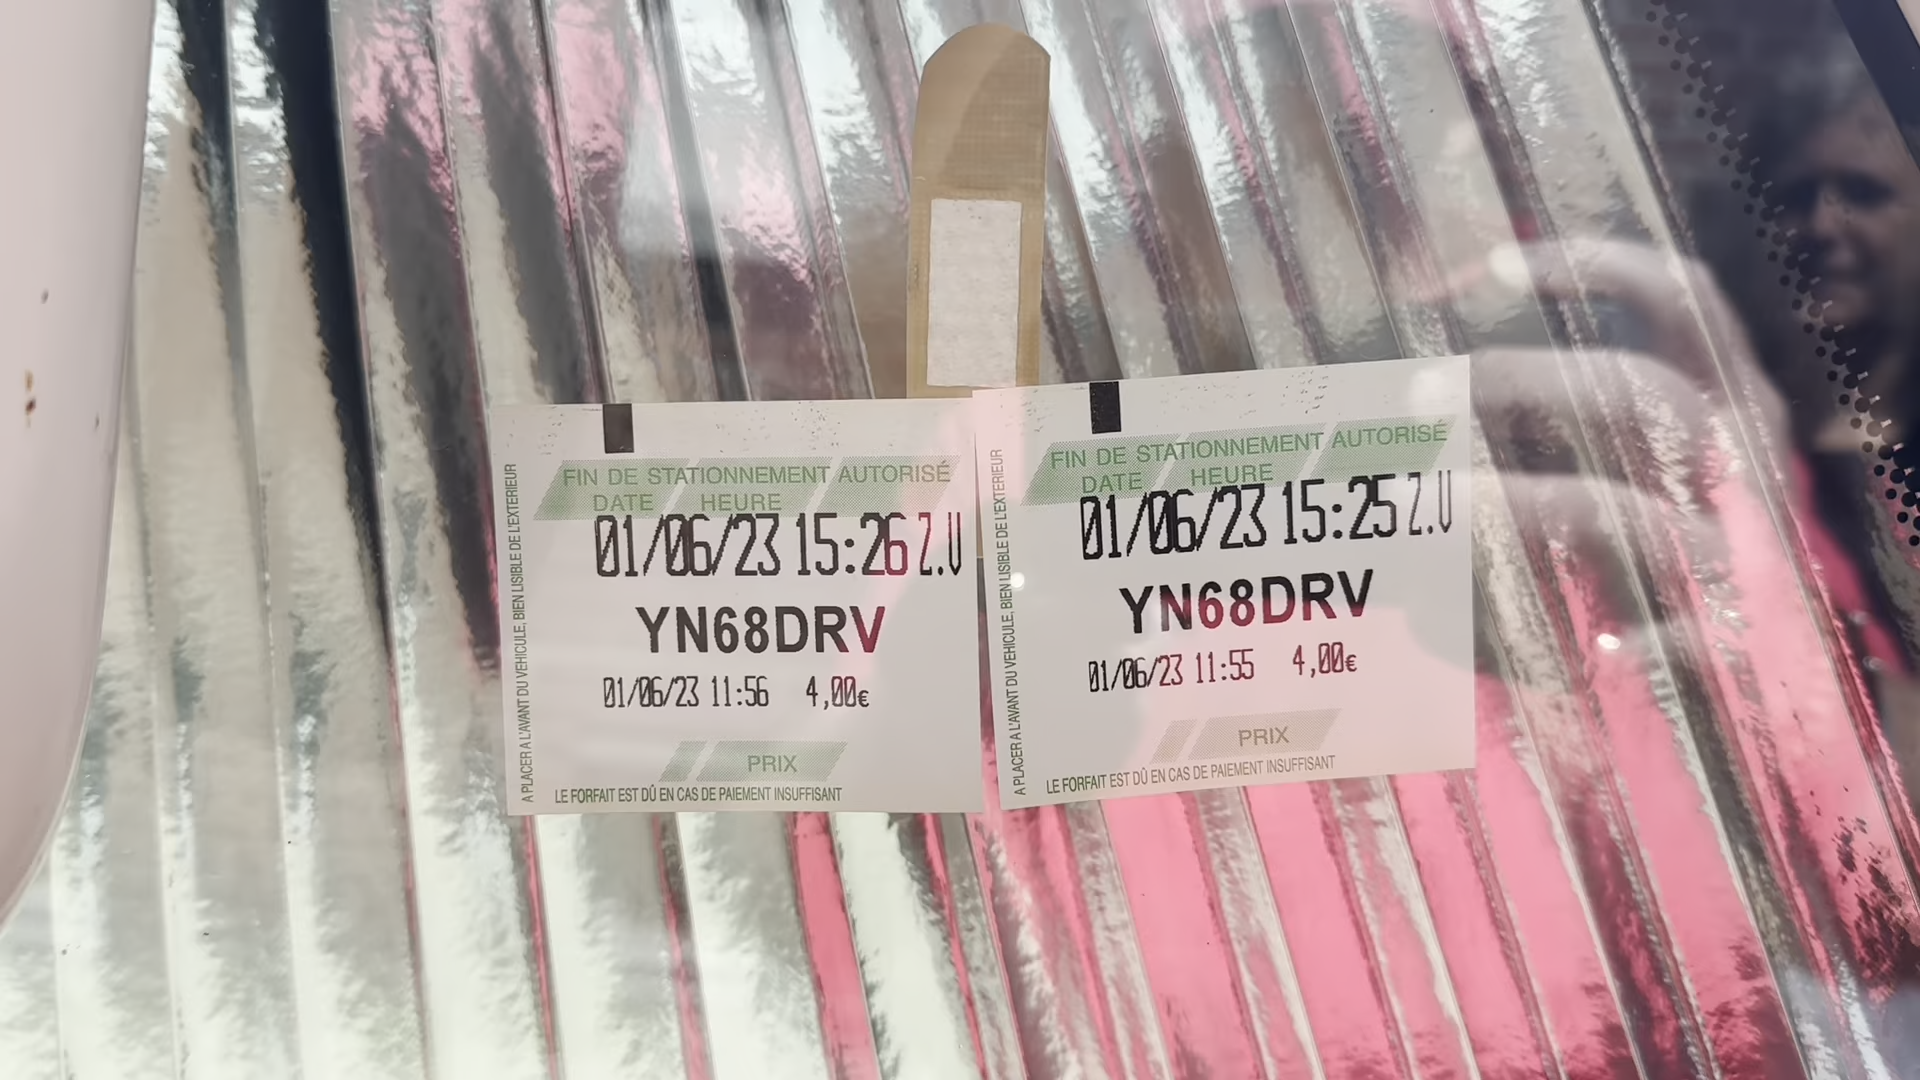 FIN DE STATIONNEMENT AUTORISÉ
DATE HEURE
01/06/23 15:26 Z.U
YN68DRV
01/06/23 11:56 4,00€
PRIX
LE FORFAIT EST DÛ EN CAS DE PAIEMENT INSUFFISANT
A PLACER A L'AVANT DU VEHICULE, BIEN LISIBLE DE L'EXTERIEUR
FIN DE STATIONNEMENT AUTORISÉ
DATE HEURE
01/06/23 15:25 Z.U
YN68DRV
01/06/23 11:55 4,00€
PRIX
LE FORFAIT EST DÛ EN CAS DE PAIEMENT INSUFFISANT
A PLACER A L'AVANT DU VEHICULE, BIEN LISIBLE DE L'EXTERIEUR